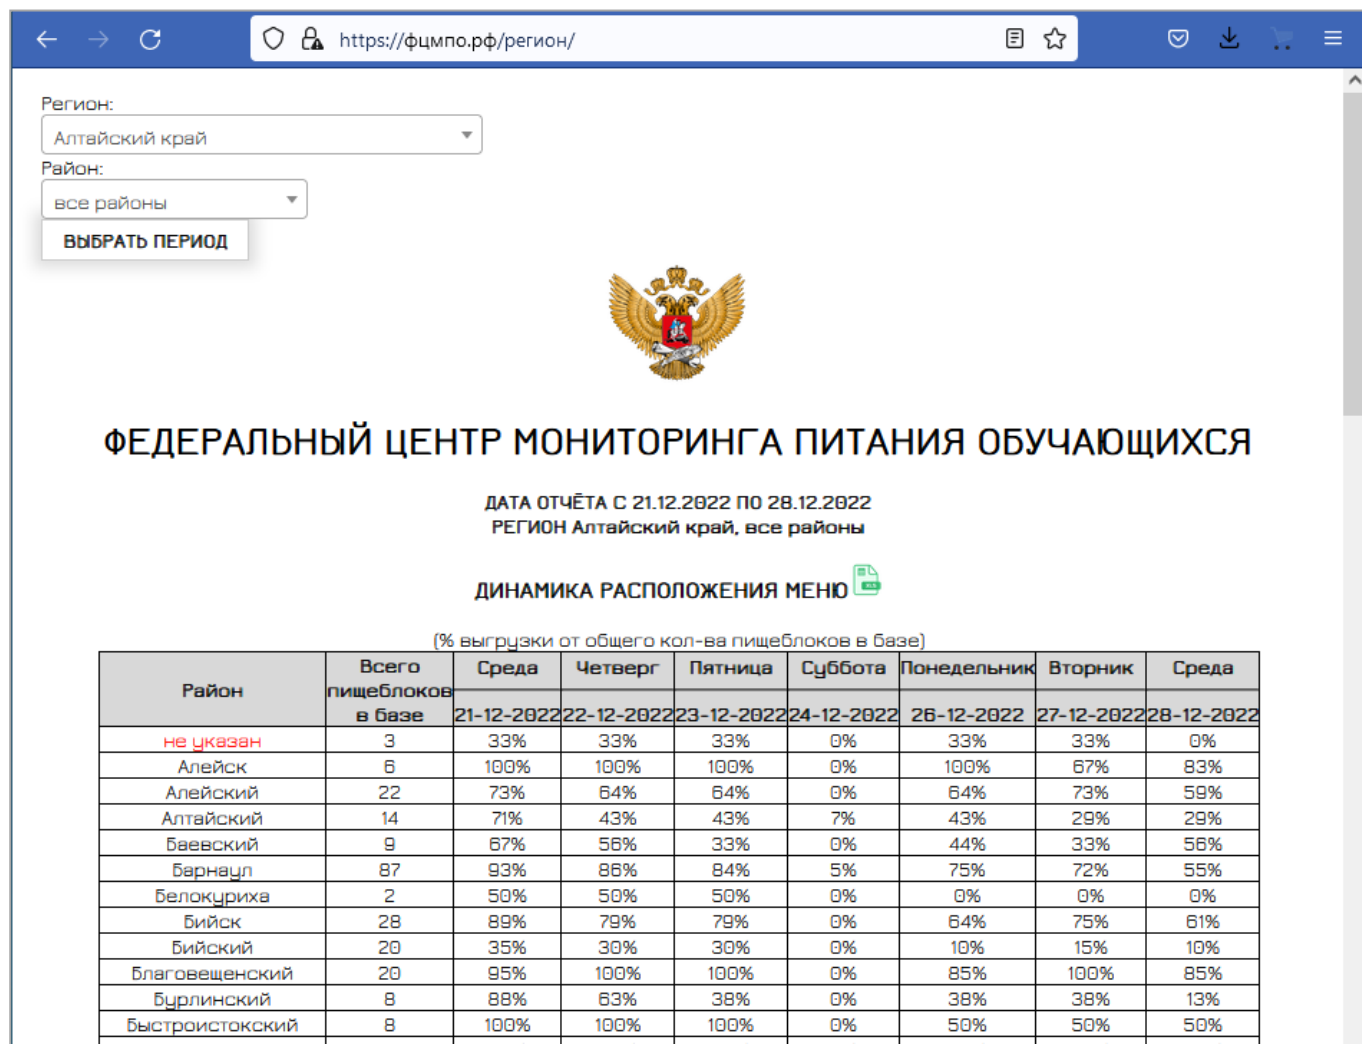 https://фцмпо.рф/регион/
Регион:
Алтайский край
Район:
все районы
ВЫБРАТЬ ПЕРИОД
ФЕДЕРАЛЬНЫЙ ЦЕНТР МОНИТОРИНГА ПИТАНИЯ ОБУЧАЮЩИХСЯ
ДАТА ОТЧЁТА С 21.12.2022 ПО 28.12.2022
РЕГИОН Алтайский край, все районы
ДИНАМИКА РАСПОЛОЖЕНИЯ МЕНЮ
(% выгрузки от общего кол-ва пищеблоков в базе)
Район Всего пищеблоков в базе Среда Четверг Пятница Суббота Понедельник Вторник Среда
21-12-2022 22-12-2022 23-12-2022 24-12-2022 26-12-2022 27-12-2022 28-12-2022
не указан 3 33% 33% 33% 0% 33% 33% 0%
Алейск 6 100% 100% 100% 0% 100% 67% 83%
Алейский 22 73% 64% 64% 0% 64% 73% 59%
Алтайский 14 71% 43% 43% 7% 43% 29% 29%
Баевский 9 67% 56% 33% 0% 44% 33% 56%
Барнаул 87 93% 86% 84% 5% 75% 72% 55%
Белокуриха 2 50% 50% 50% 0% 0% 0% 0%
Бийск 28 89% 79% 79% 0% 64% 75% 61%
Бийский 20 35% 30% 30% 0% 10% 15% 10%
Благовещенский 20 95% 100% 100% 0% 85% 100% 85%
Бурлинский 8 88% 63% 38% 0% 38% 38% 13%
Быстроистокский 8 100% 100% 100% 0% 50% 50% 50%